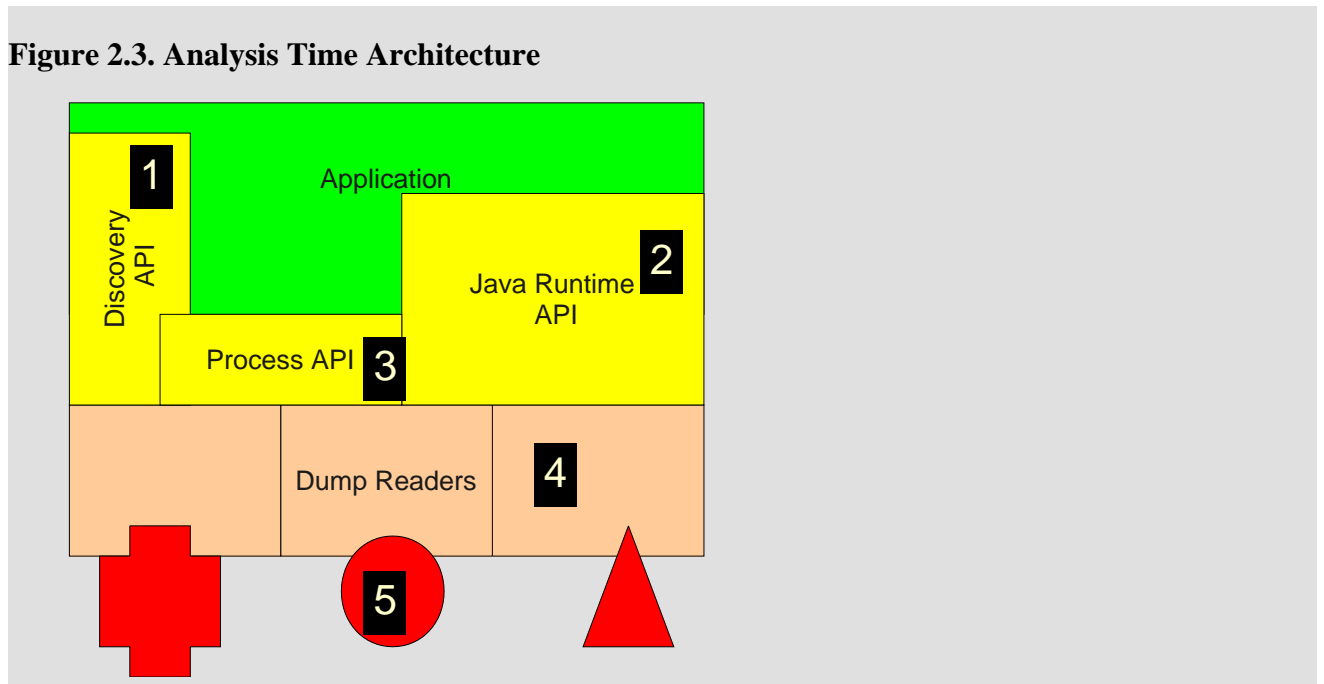 Figure 2.3. Analysis Time Architecture
1
Application
Discovery
API
2
Java Runtime
API
Process API
3
Dump Readers
4
5